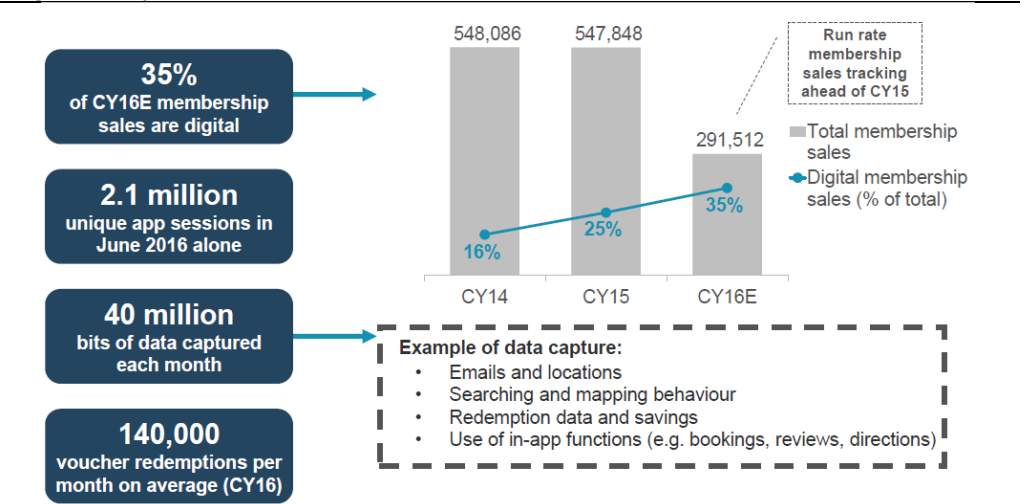 35%
of CY16E membership
sales are digital
2.1 million
unique app sessions in
June 2016 alone
40 million
bits of data captured
each month
140,000
voucher redemptions per
month on average (CY16)
548,086
547,848
291,512
16%
25%
35%
CY14
CY15
CY16E
Run rate
membership
sales tracking
ahead of CY15
Total membership
sales
Digital membership
sales (% of total)
Example of data capture:
• Emails and locations
• Searching and mapping behaviour
• Redemption data and savings
• Use of in-app functions (e.g. bookings, reviews, directions)